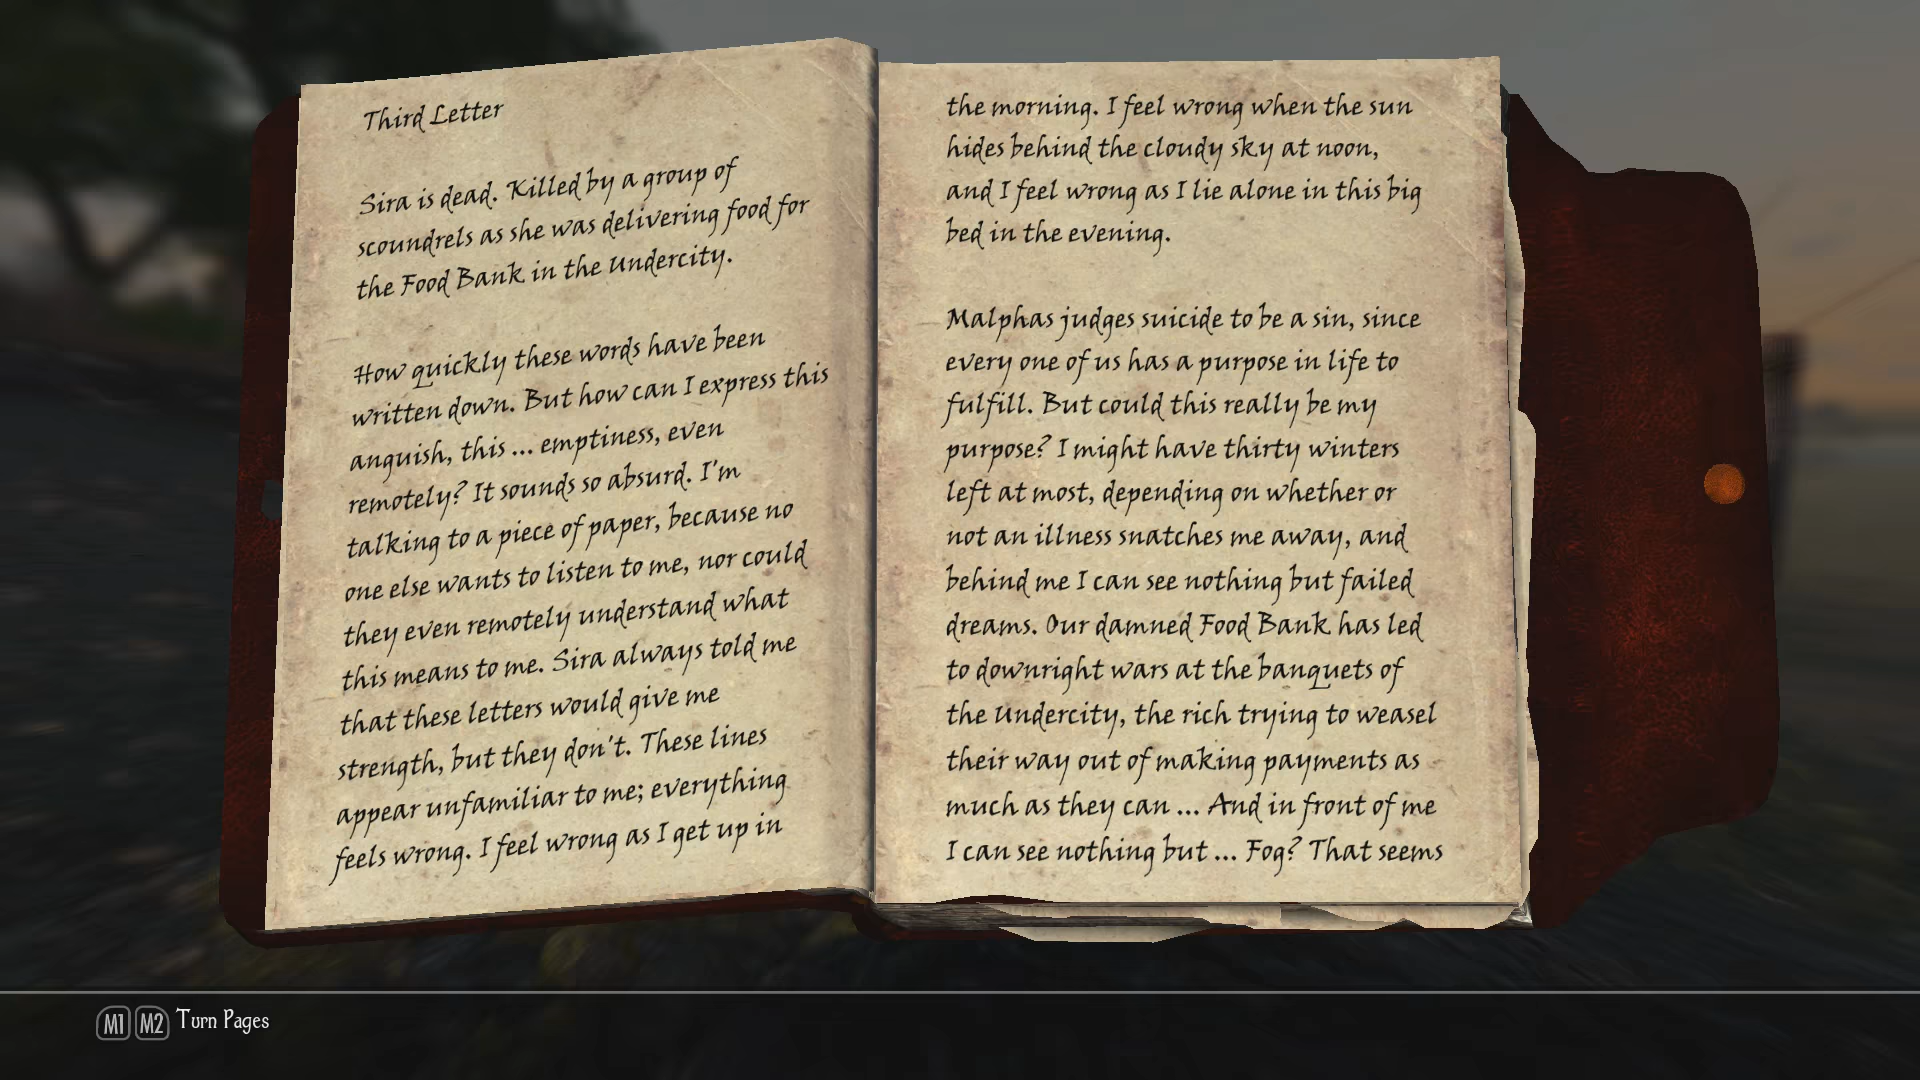 Third Letter
Sira is dead. Killed by a group of
scoundrels as she was delivering food for
the Food Bank in the Undercity.
How quickly these words have been
written down. But how can I express this
anguish, this ... emptiness, even
remotely? It sounds so absurd. I'm
talking to a piece of paper, because no
one else wants to listen to me, nor could
they even remotely understand what
this means to me. Sira always told me
that these letters would give me
strength, but they don't. These lines
appear unfamiliar to me; everything
feels wrong. I feel wrong as I get up in
the morning. I feel wrong when the sun
hides behind the cloudy sky at noon,
and I feel wrong as I lie alone in this big
bed in the evening.
Malphas judges suicide to be a sin, since
every one of us has a purpose in life to
fulfill. But could this really be my
purpose? I might have thirty winters
left at most, depending on whether or
not an illness snatches me away, and
behind me I can see nothing but failed
dreams. Our damned Food Bank has led
to downright wars at the banquets of
the Undercity, the rich trying to weasel
their way out of making payments as
much as they can ... And in front of me
I can see nothing but ... Fog? That seems
M1 M2 Turn Pages